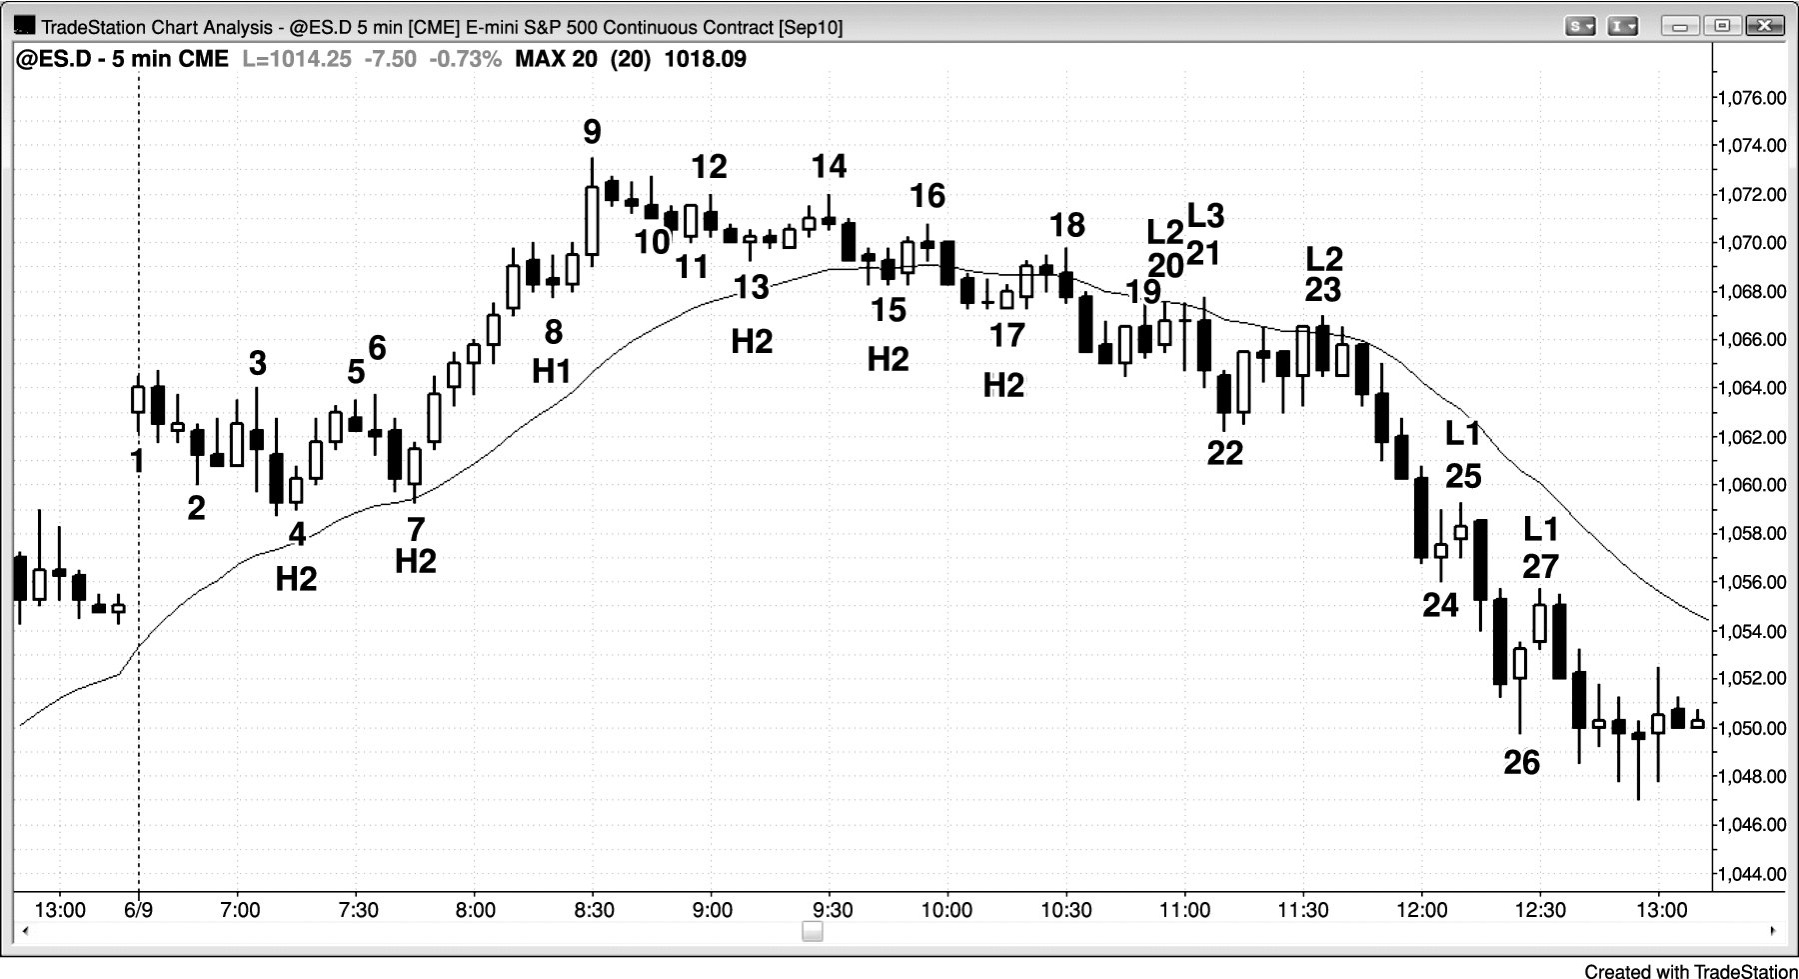 TradeStation Chart Analysis - @ES.D 5 min [CME] E-mini S&P 500 Continuous Contract [Sep10]
S I
@ES.D - 5 min CME L=1014.25 -7.50 -0.73% MAX 20 (20) 1018.09
1,076.00
1,074.00
1,072.00
1,070.00
1,068.00
1,066.00
1,064.00
1,062.00
1,060.00
1,058.00
1,056.00
1,054.00
1,052.00
1,050.00
1,048.00
1,046.00
1,044.00
1
2
3
4
H2
5
6
7
H2
8
H1
9
10
11
12
13
H2
14
15
H2
16
17
H2
18
19
L2
20
L3
21
22
L2
23
24
L1
25
26
L1
27
13:00 6/9 7:00 7:30 8:00 8:30 9:00 9:30 10:00 10:30 11:00 11:30 12:00 12:30 13:00
Created with TradeStation